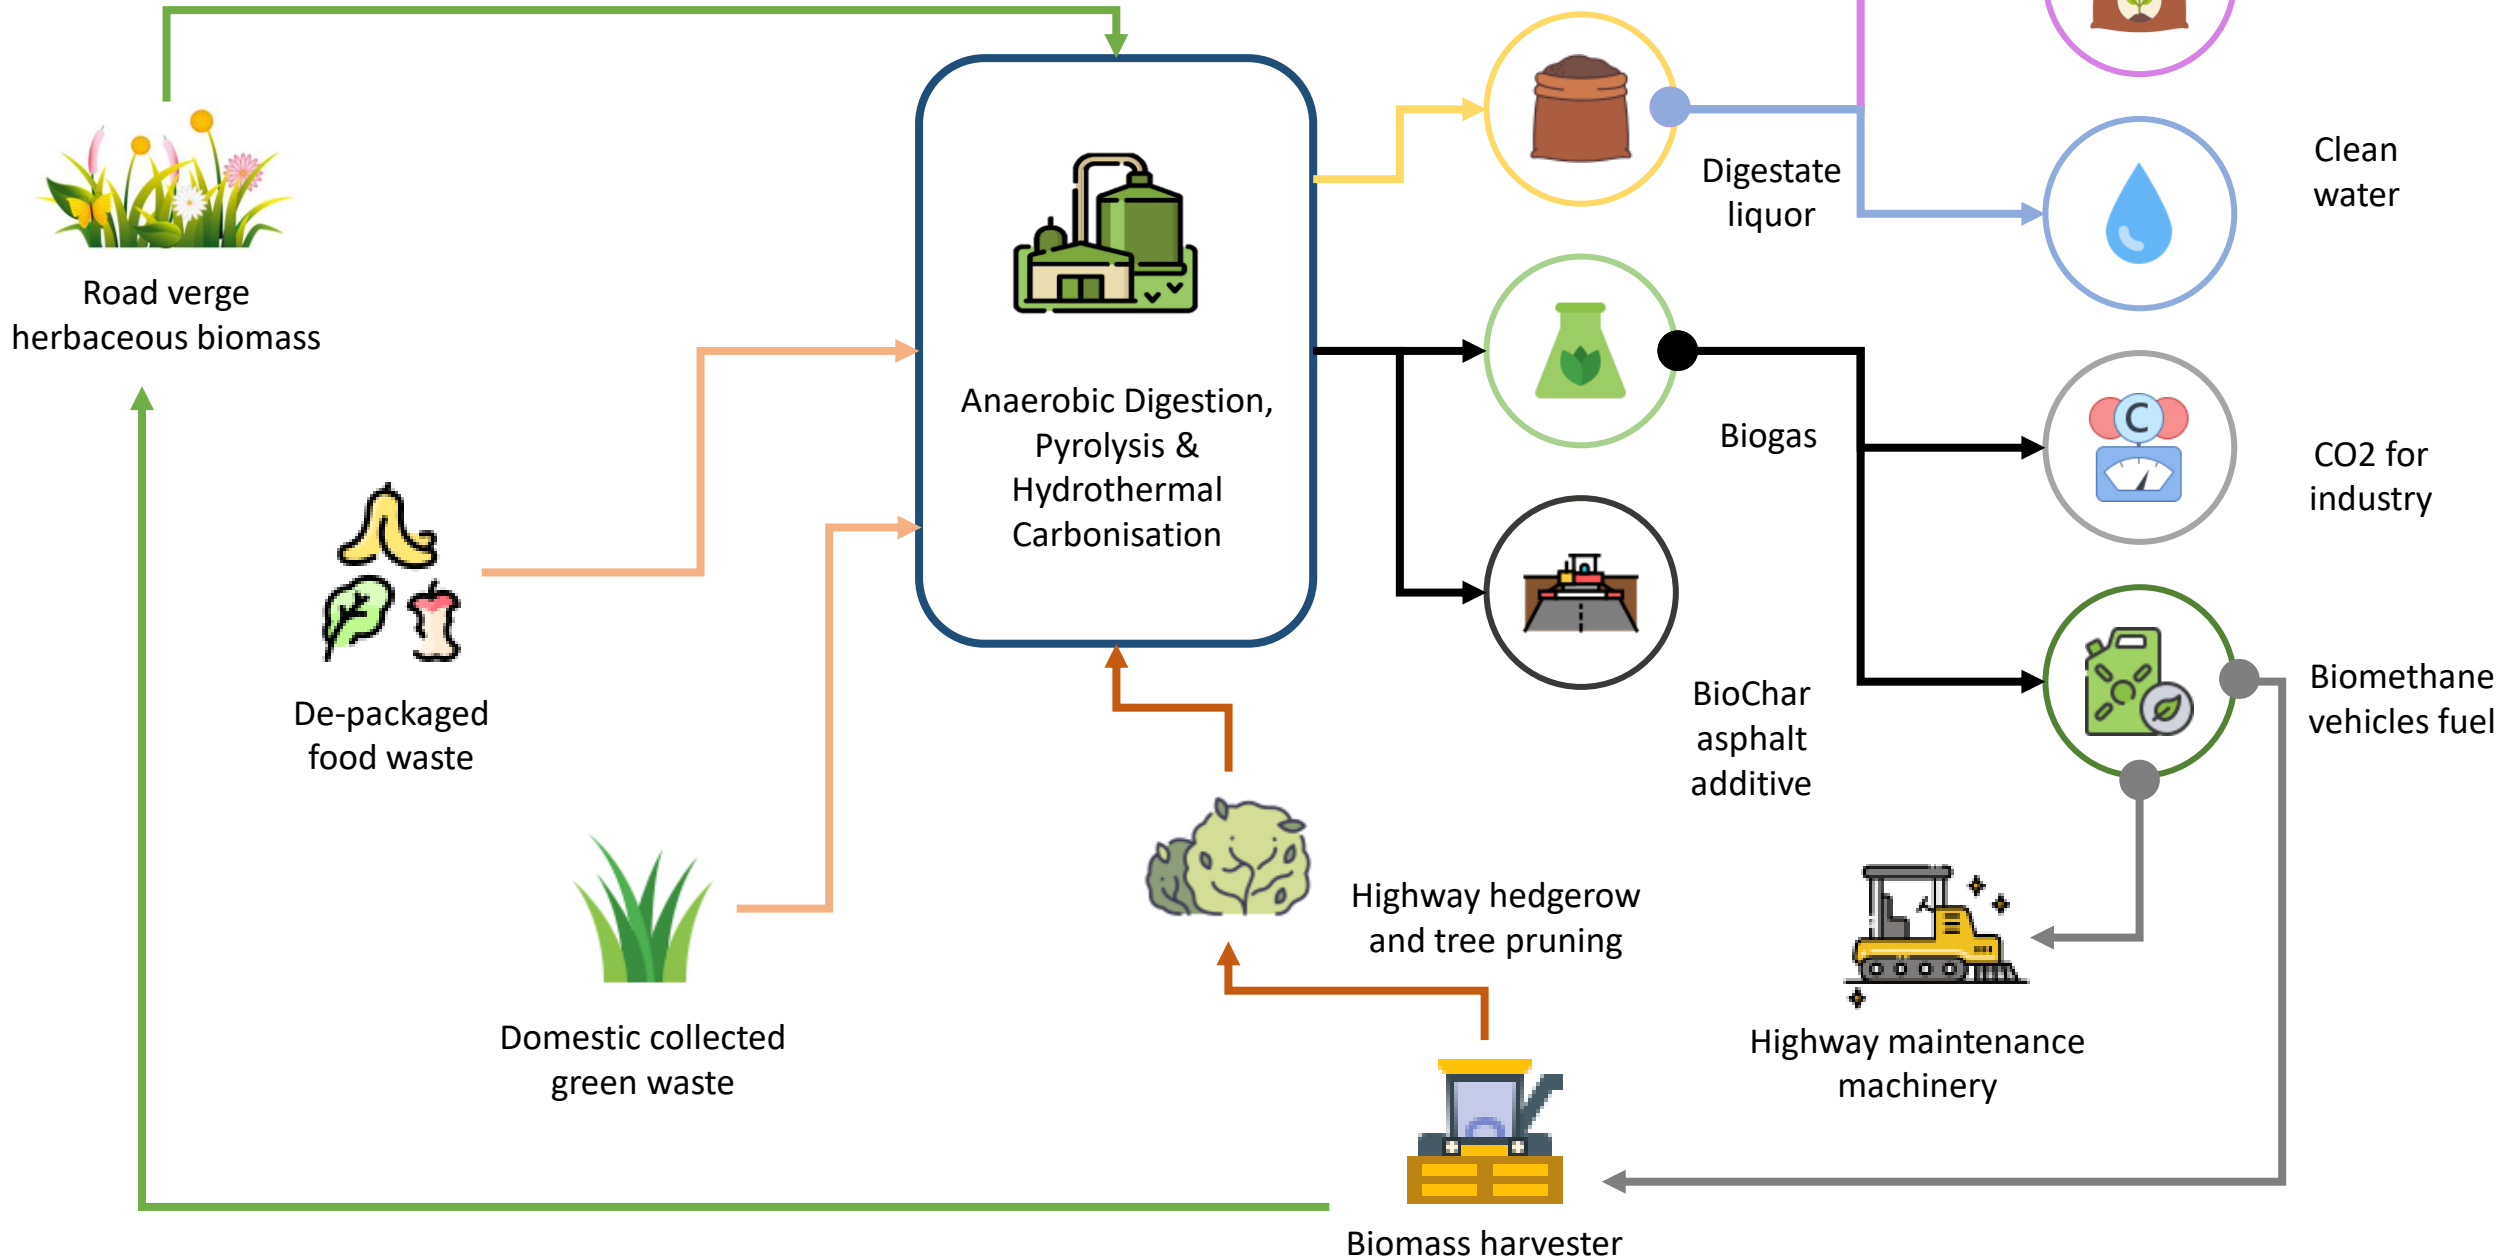 Clean
water
Digestate
liquor
Road verge
herbaceous biomass
Anaerobic Digestion,
Pyrolysis &
Hydrothermal
Carbonisation
Biogas
C
CO2 for
industry
De-packaged
food waste
BioChar
asphalt
additive
Biomethane
vehicles fuel
Highway hedgerow
and tree pruning
Domestic collected
green waste
Highway maintenance
machinery
Biomass harvester